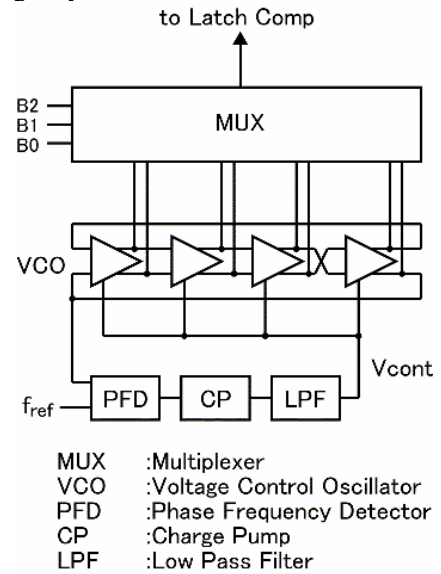 to Latch Comp
B2
B1
B0
MUX
VCO
Vcont
fref
PFD
CP
LPF
MUX :Multiplexer
VCO :Voltage Control Oscillator
PFD :Phase Frequency Detector
CP :Charge Pump
LPF :Low Pass Filter